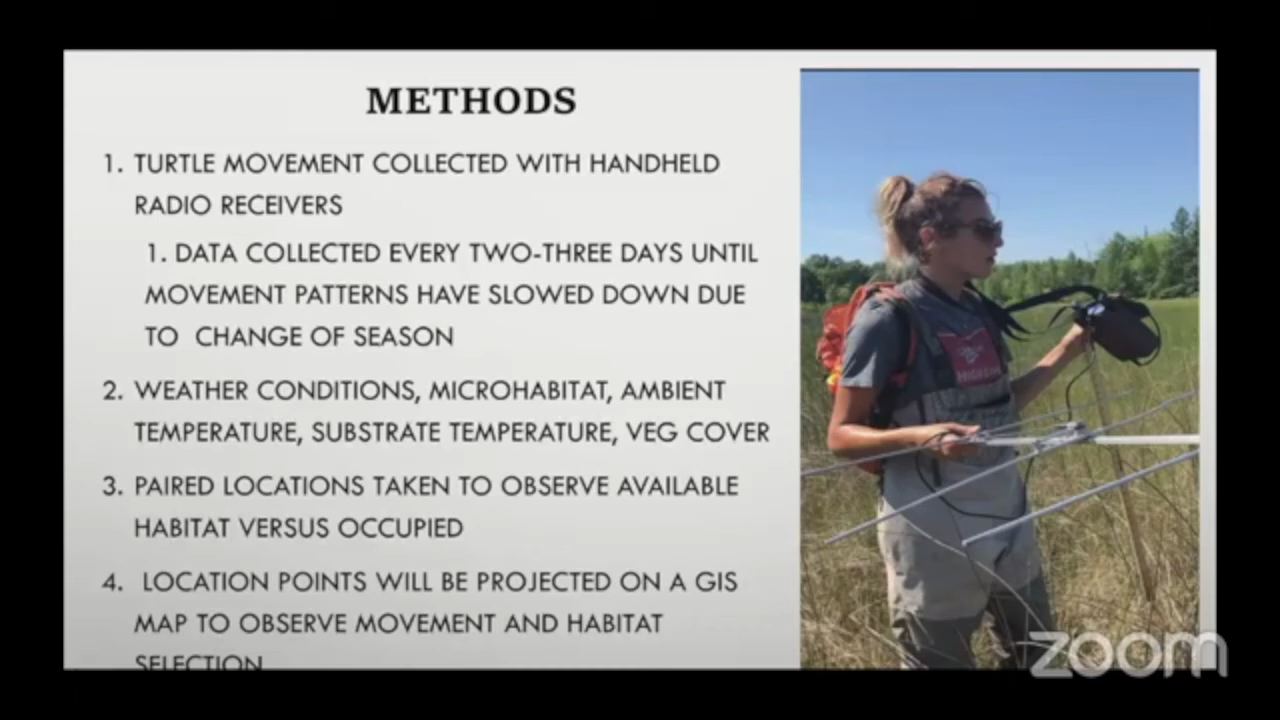 METHODS
1. TURTLE MOVEMENT COLLECTED WITH HANDHELD
RADIO RECEIVERS
1. DATA COLLECTED EVERY TWO-THREE DAYS UNTIL
MOVEMENT PATTERNS HAVE SLOWED DOWN DUE
TO CHANGE OF SEASON
2. WEATHER CONDITIONS, MICROHABITAT, AMBIENT
TEMPERATURE, SUBSTRATE TEMPERATURE, VEG COVER
3. PAIRED LOCATIONS TAKEN TO OBSERVE AVAILABLE
HABITAT VERSUS OCCUPIED
4. LOCATION POINTS WILL BE PROJECTED ON A GIS
MAP TO OBSERVE MOVEMENT AND HABITAT
SELECTION
zoom